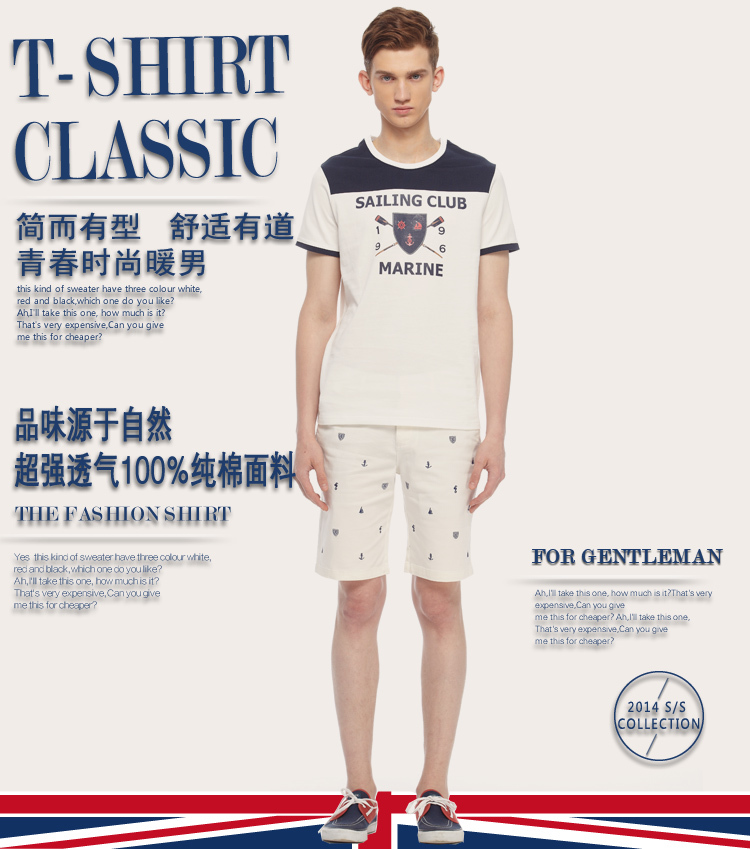 T-SHIRT
CLASSIC
简而有型 舒适有道
青春时尚暖男
this kind of sweater have three colour white,
red and black,which one do you like?
Ah,I'll take this one, how much is it?
That's very expensive,Can you give
me this for cheaper?
SAILING CLUB
1 9
9 6
MARINE
品味源于自然
超强透气100%纯棉面料
THE FASHION SHIRT
Yes this kind of sweater have three colour white,
red and black,which one do you like?
Ah,I'll take this one, how much is it?
That's very expensive,Can you give
me this for cheaper?
FOR GENTLEMAN
Ah,I'll take this one, how much is it?That's very
expensive,Can you give
me this for cheaper? Ah,I'll take this one,
That's very expensive,Can you give
me this for cheaper?
2014 S/S
COLLECTION